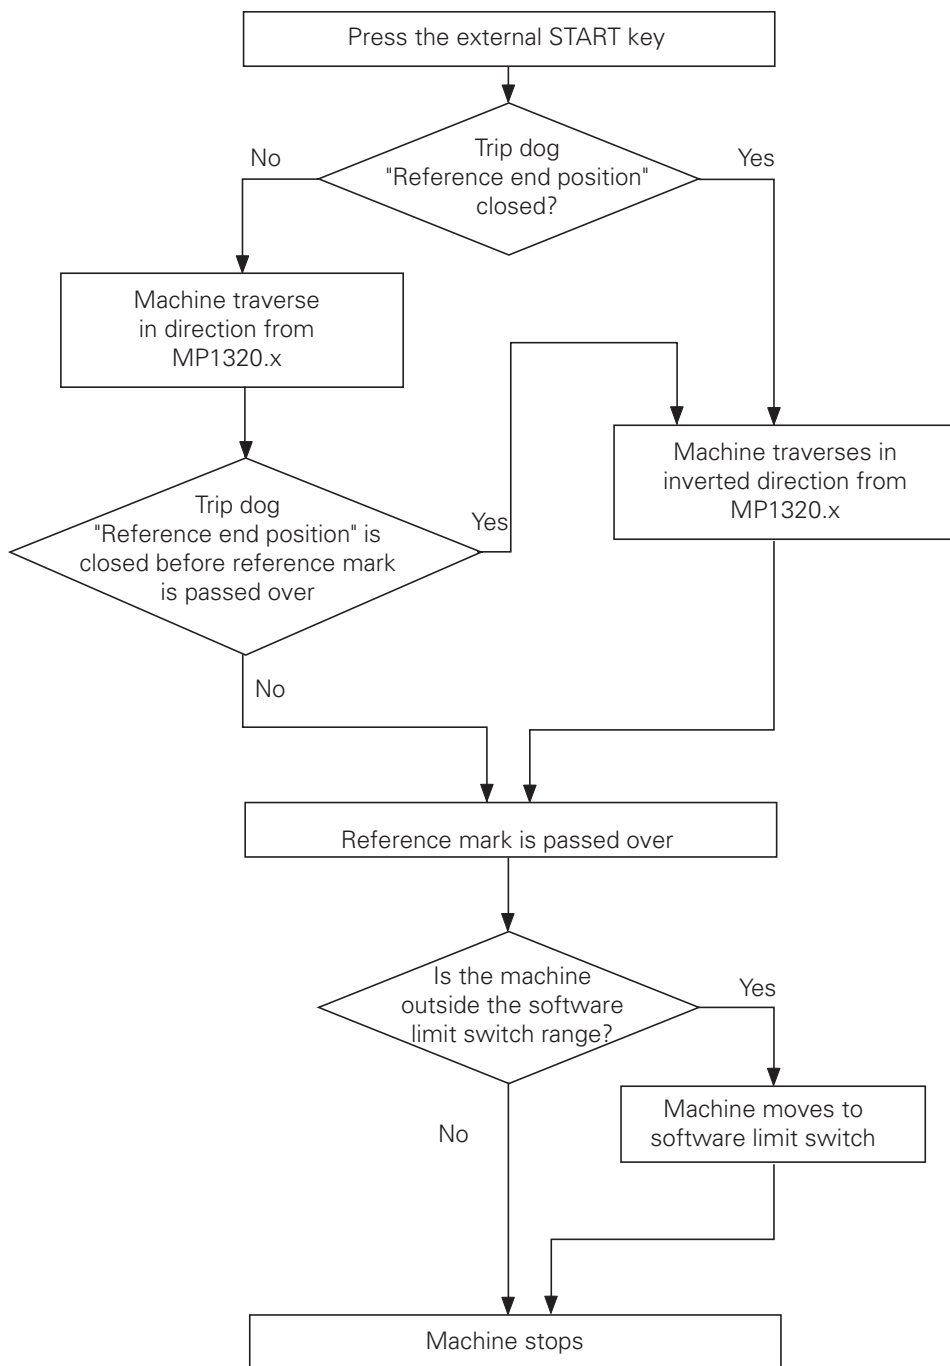 Press the external START key
Trip dog
"Reference end position"
closed?
No
Yes
Machine traverse
in direction from
MP1320.x
Trip dog
"Reference end position" is
closed before reference mark
is passed over
Yes
Machine traverses in
inverted direction from
MP1320.x
No
Reference mark is passed over
Is the machine
outside the software
limit switch range?
Yes
Machine moves to
software limit switch
No
Machine stops